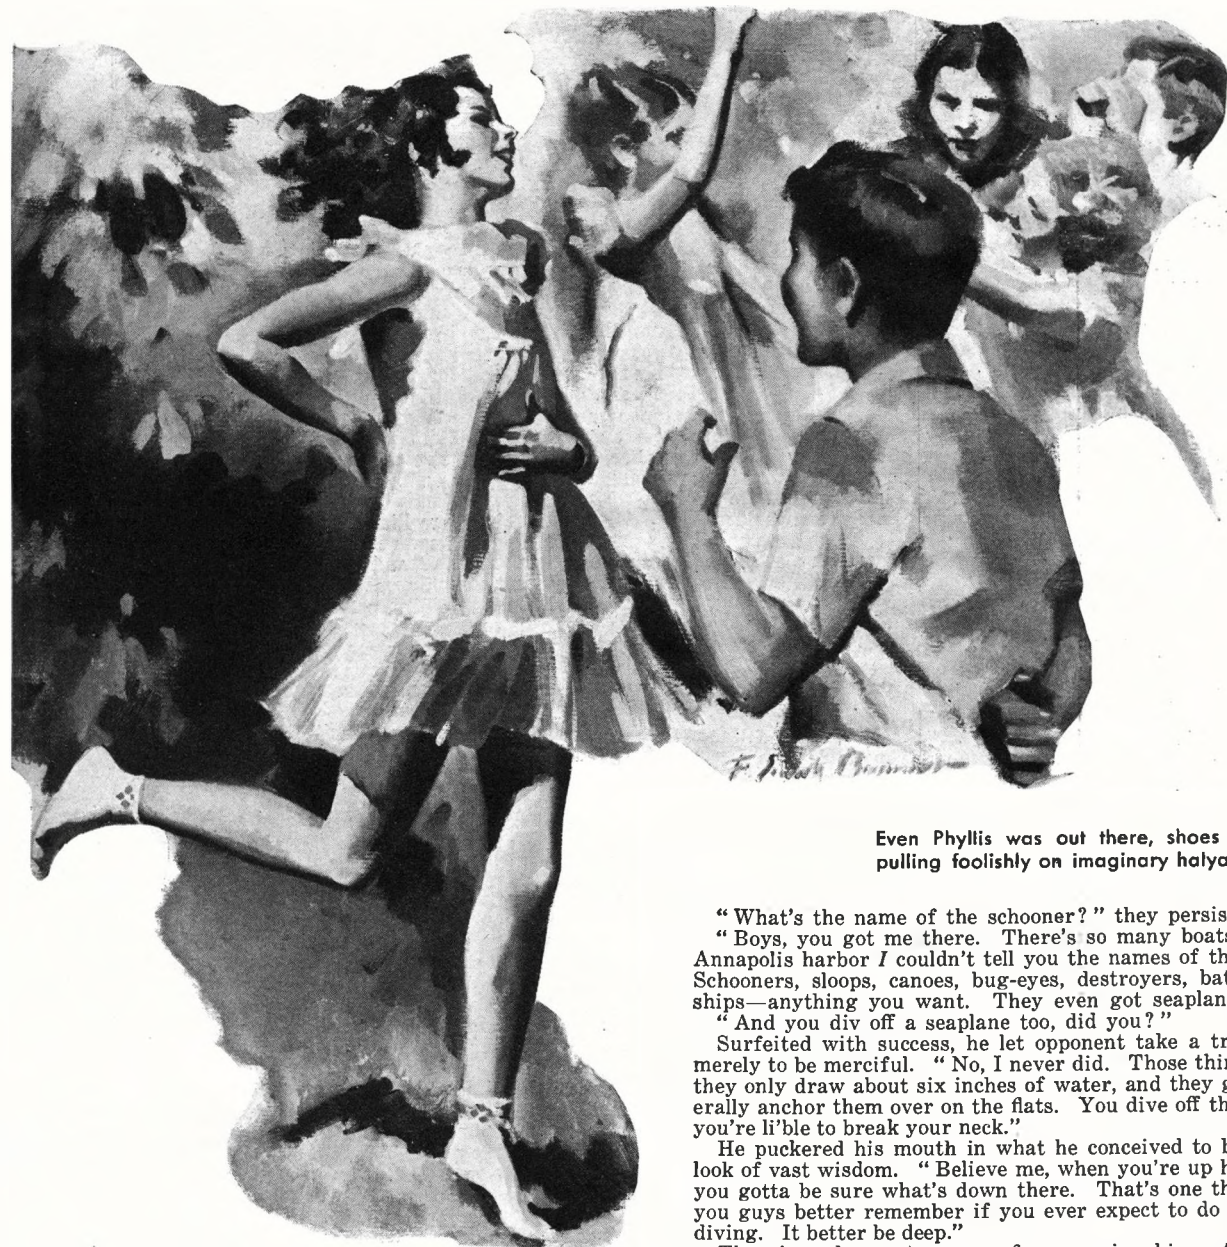 Even Phyllis was out there, shoes
pulling foolishly on imaginary halya
“What's the name of the schooner?” they persis
“Boys, you got me there. There's so many boats
Annapolis harbor I couldn't tell you the names of th
Schooners, sloops, canoes, bug-eyes, destroyers, bat
ships—anything you want. They even got seaplan
“And you div off a seaplane too, did you?”
Surfeited with success, he let opponent take a tr
merely to be merciful. “No, I never did. Those thin
they only draw about six inches of water, and they g
erally anchor them over on the flats. You dive off th
you're li'ble to break your neck.”
He puckered his mouth in what he conceived to b
look of vast wisdom. “Believe me, when you're up h
you gotta be sure what's down there. That's one th
you guys better remember if you ever expect to do
diving. It better be deep.”